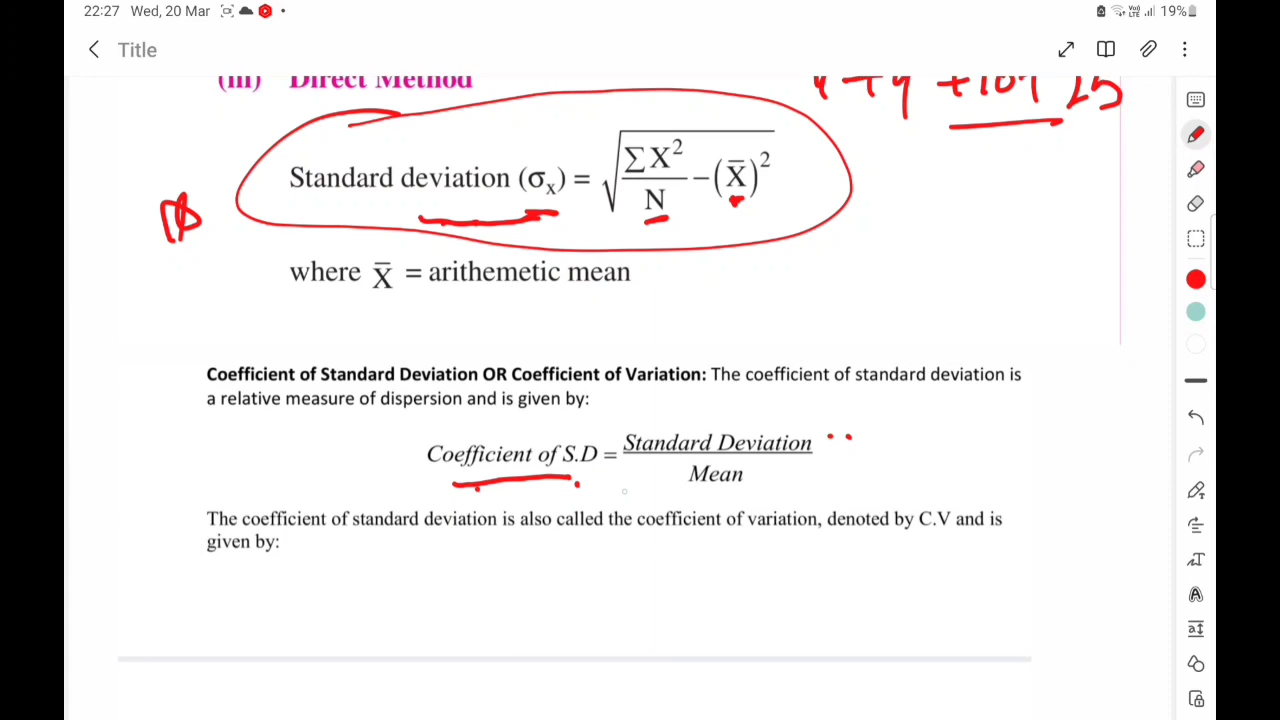 22:27 Wed, 20 Mar 19%
Title
(iii) Direct Method
Standard deviation (σₓ) = √(ΣX²/N − (X̄)²)
where X̄ = arithemetic mean
Coefficient of Standard Deviation OR Coefficient of Variation: The coefficient of standard deviation is
a relative measure of dispersion and is given by:
Coefficient of S.D = Standard Deviation / Mean
The coefficient of standard deviation is also called the coefficient of variation, denoted by C.V and is
given by: